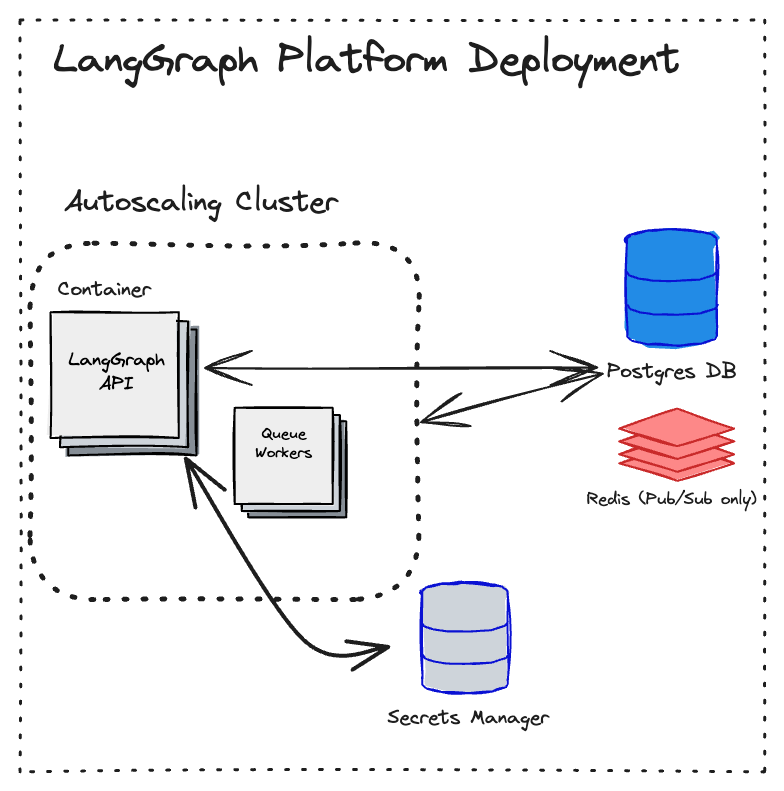 LangGraph Platform Deployment
Autoscaling Cluster
Container
LangGraph
API
Queue
Workers
Postgres DB
Redis (Pub/Sub only)
Secrets Manager